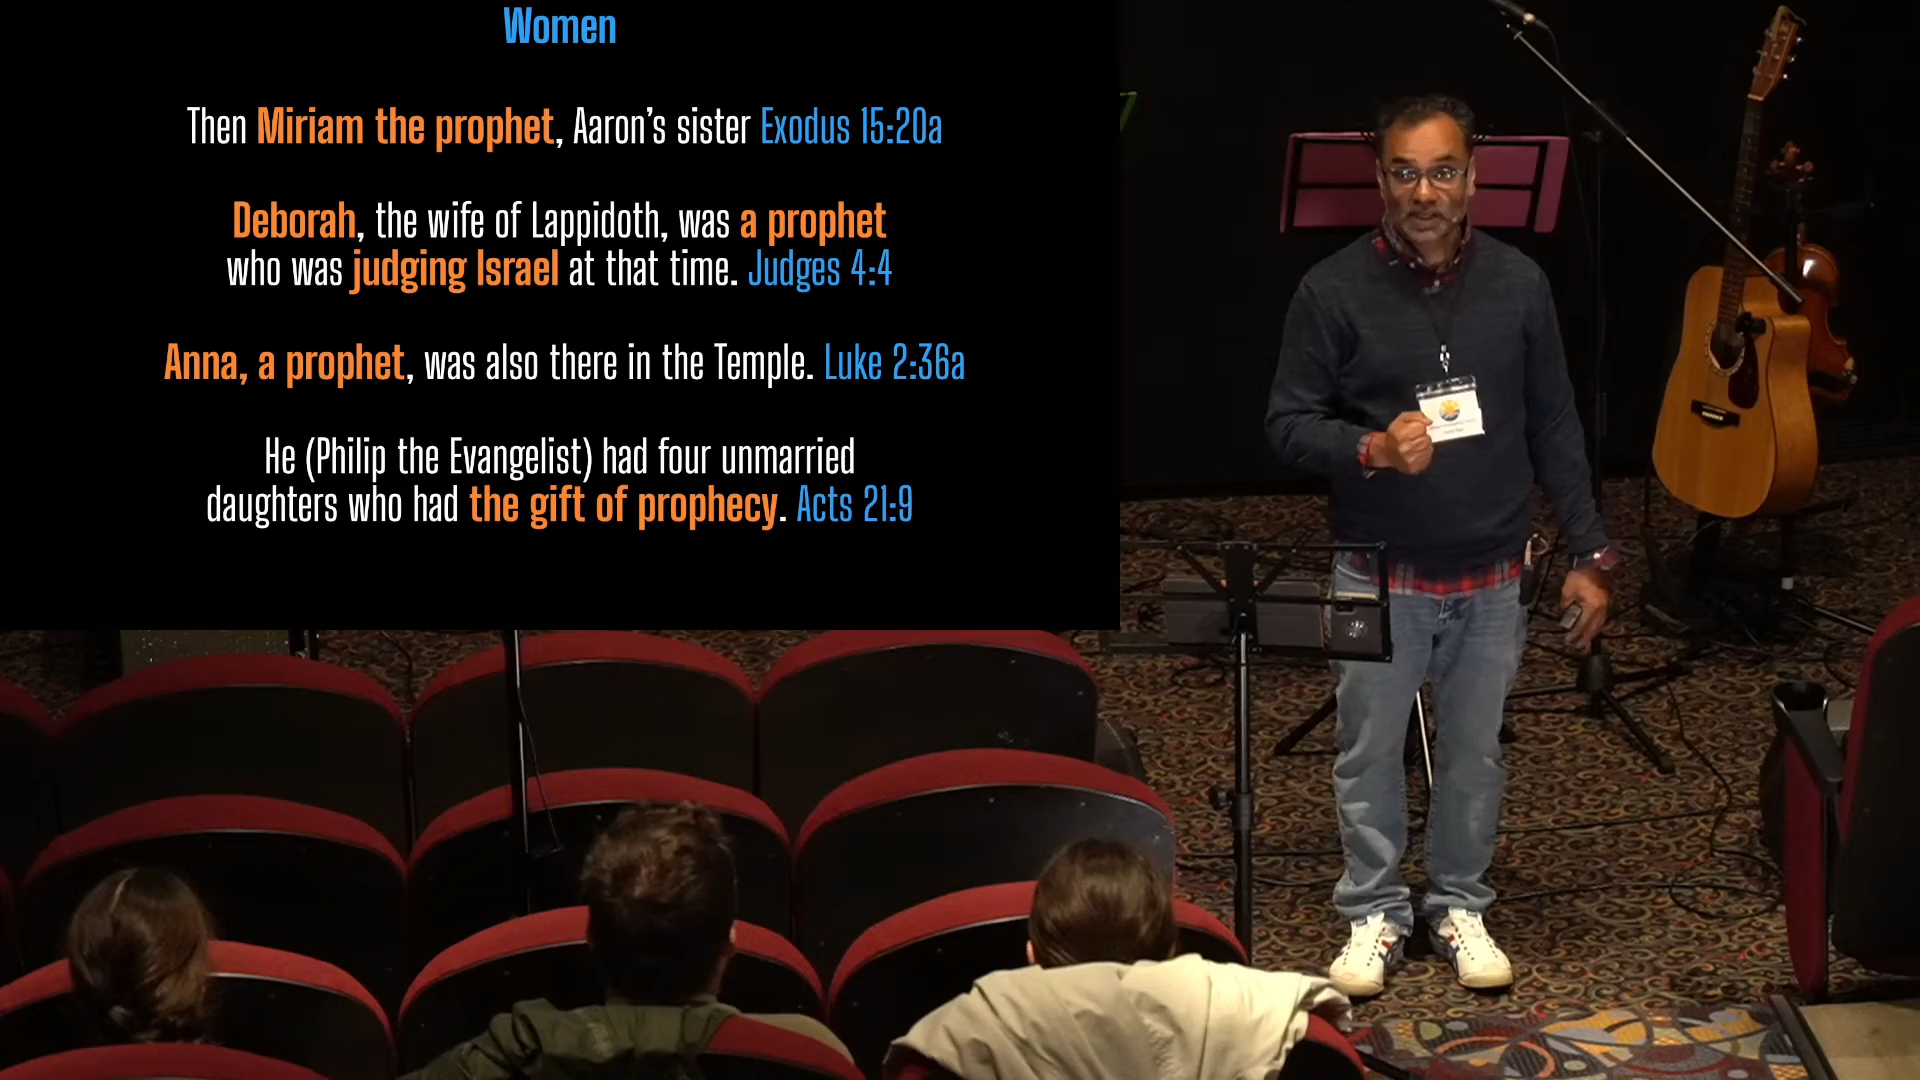 Women
Then Miriam the prophet, Aaron’s sister Exodus 15:20a
Deborah, the wife of Lappidoth, was a prophet
who was judging Israel at that time. Judges 4:4
Anna, a prophet, was also there in the Temple. Luke 2:36a
He (Philip the Evangelist) had four unmarried
daughters who had the gift of prophecy. Acts 21:9